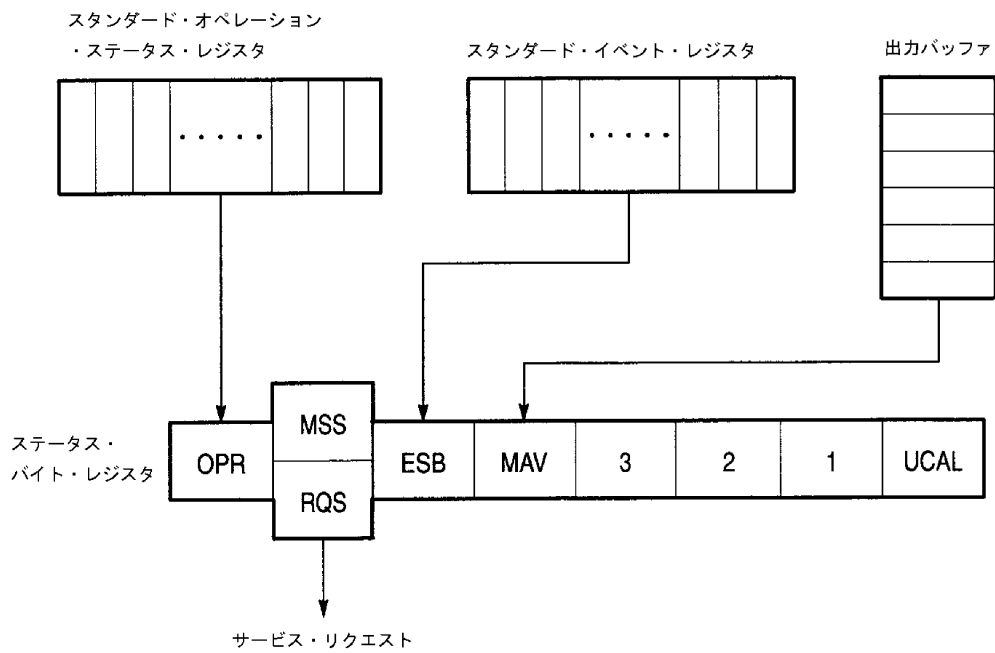 スタンダード・オペレーション
・ステータス・レジスタ
スタンダード・イベント・レジスタ
出力バッファ
・・・・・
・・・・・
ステータス・
バイト・レジスタ
OPR
MSS
RQS
ESB
MAV
3
2
1
UCAL
サービス・リクエスト